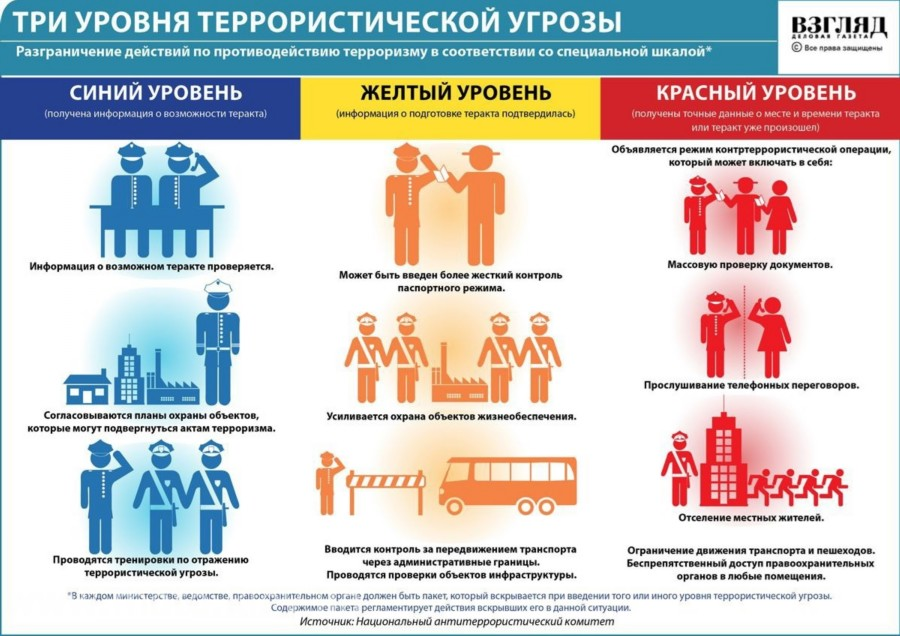 ТРИ УРОВНЯ ТЕРРОРИСТИЧЕСКОЙ УГРОЗЫ
Разграничение действий по противодействию терроризму в соответствии со специальной шкалой*
ВЗГЛЯД
ДЕЛОВАЯ ГАЗЕТА
© Все права защищены
СИНИЙ УРОВЕНЬ
(получена информация о возможности теракта)
Информация о возможном теракте проверяется.
Согласовываются планы охраны объектов,
которые могут подвергнуться актам терроризма.
Проводятся тренировки по отражению
террористической угрозы.
ЖЕЛТЫЙ УРОВЕНЬ
(информация о подготовке теракта подтвердилась)
Может быть введен более жесткий контроль
паспортного режима.
Усиливается охрана объектов жизнеобеспечения.
Вводится контроль за передвижением транспорта
через административные границы.
Проводятся проверки объектов инфраструктуры.
КРАСНЫЙ УРОВЕНЬ
(получены точные данные о месте и времени теракта
или теракт уже произошел)
Объявляется режим контртеррористической операции,
который может включать в себя:
Массовую проверку документов.
Прослушивание телефонных переговоров.
Отселение местных жителей.
Ограничение движения транспорта и пешеходов.
Беспрепятственный доступ правоохранительных
органов в любые помещения.
*В каждом министерстве, ведомстве, правоохранительном органе должен быть пакет, который вскрывается при введении того или иного уровня террористической угрозы.
Содержимое пакета регламентирует действия вскрывших его в данной ситуации.
Источник: Национальный антитеррористический комитет